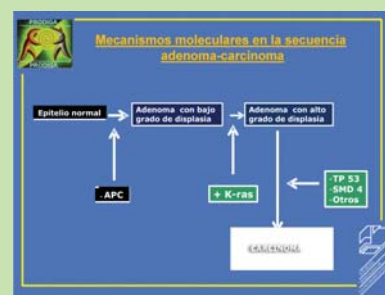 PRODIGA
PRODIGA
Mecanismos moleculares en la secuencia
adenoma-carcinoma
Epitelio normal
Adenoma con bajo
grado de displasia
Adenoma con alto
grado de displasia
- APC
+ K-ras
-TP 53
-SMD 4
-Otros
CARCINOMA